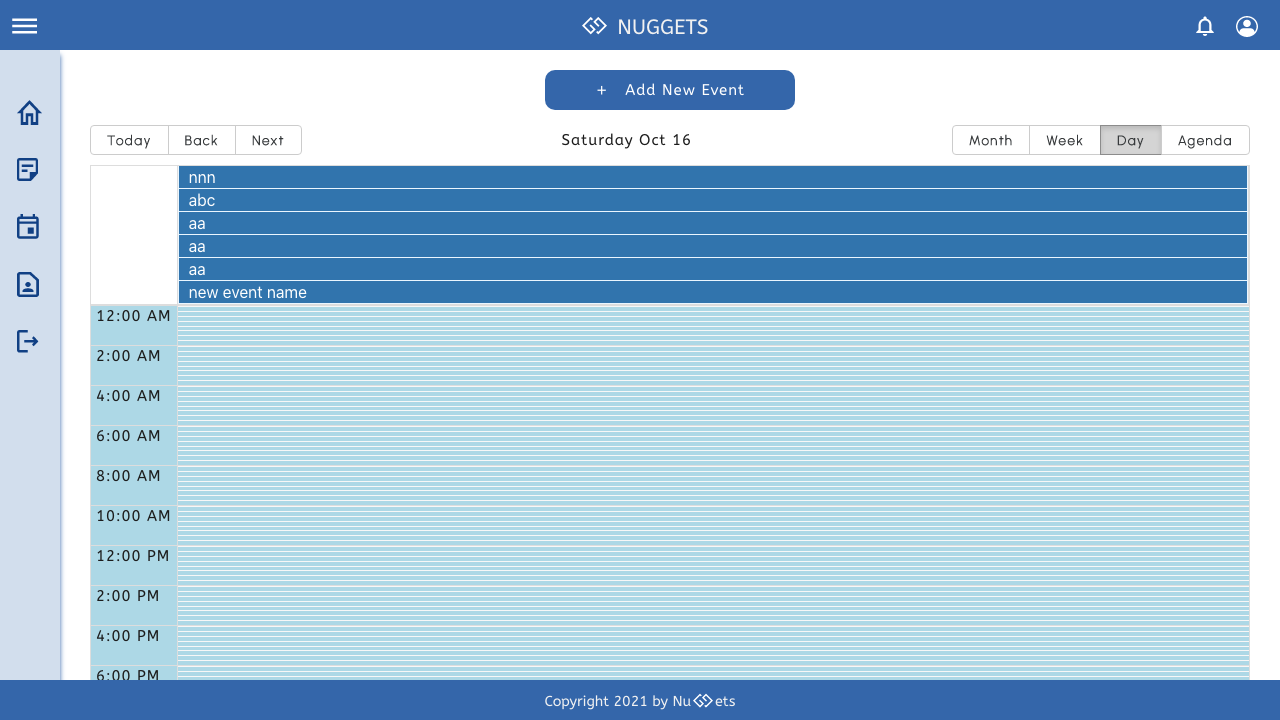 NUGGETS
+ Add New Event
Today Back Next Saturday Oct 16 Month Week Day Agenda
nnn
abc
aa
aa
aa
new event name
12:00 AM
2:00 AM
4:00 AM
6:00 AM
8:00 AM
10:00 AM
12:00 PM
2:00 PM
4:00 PM
6:00 PM
Copyright 2021 by Nu ets